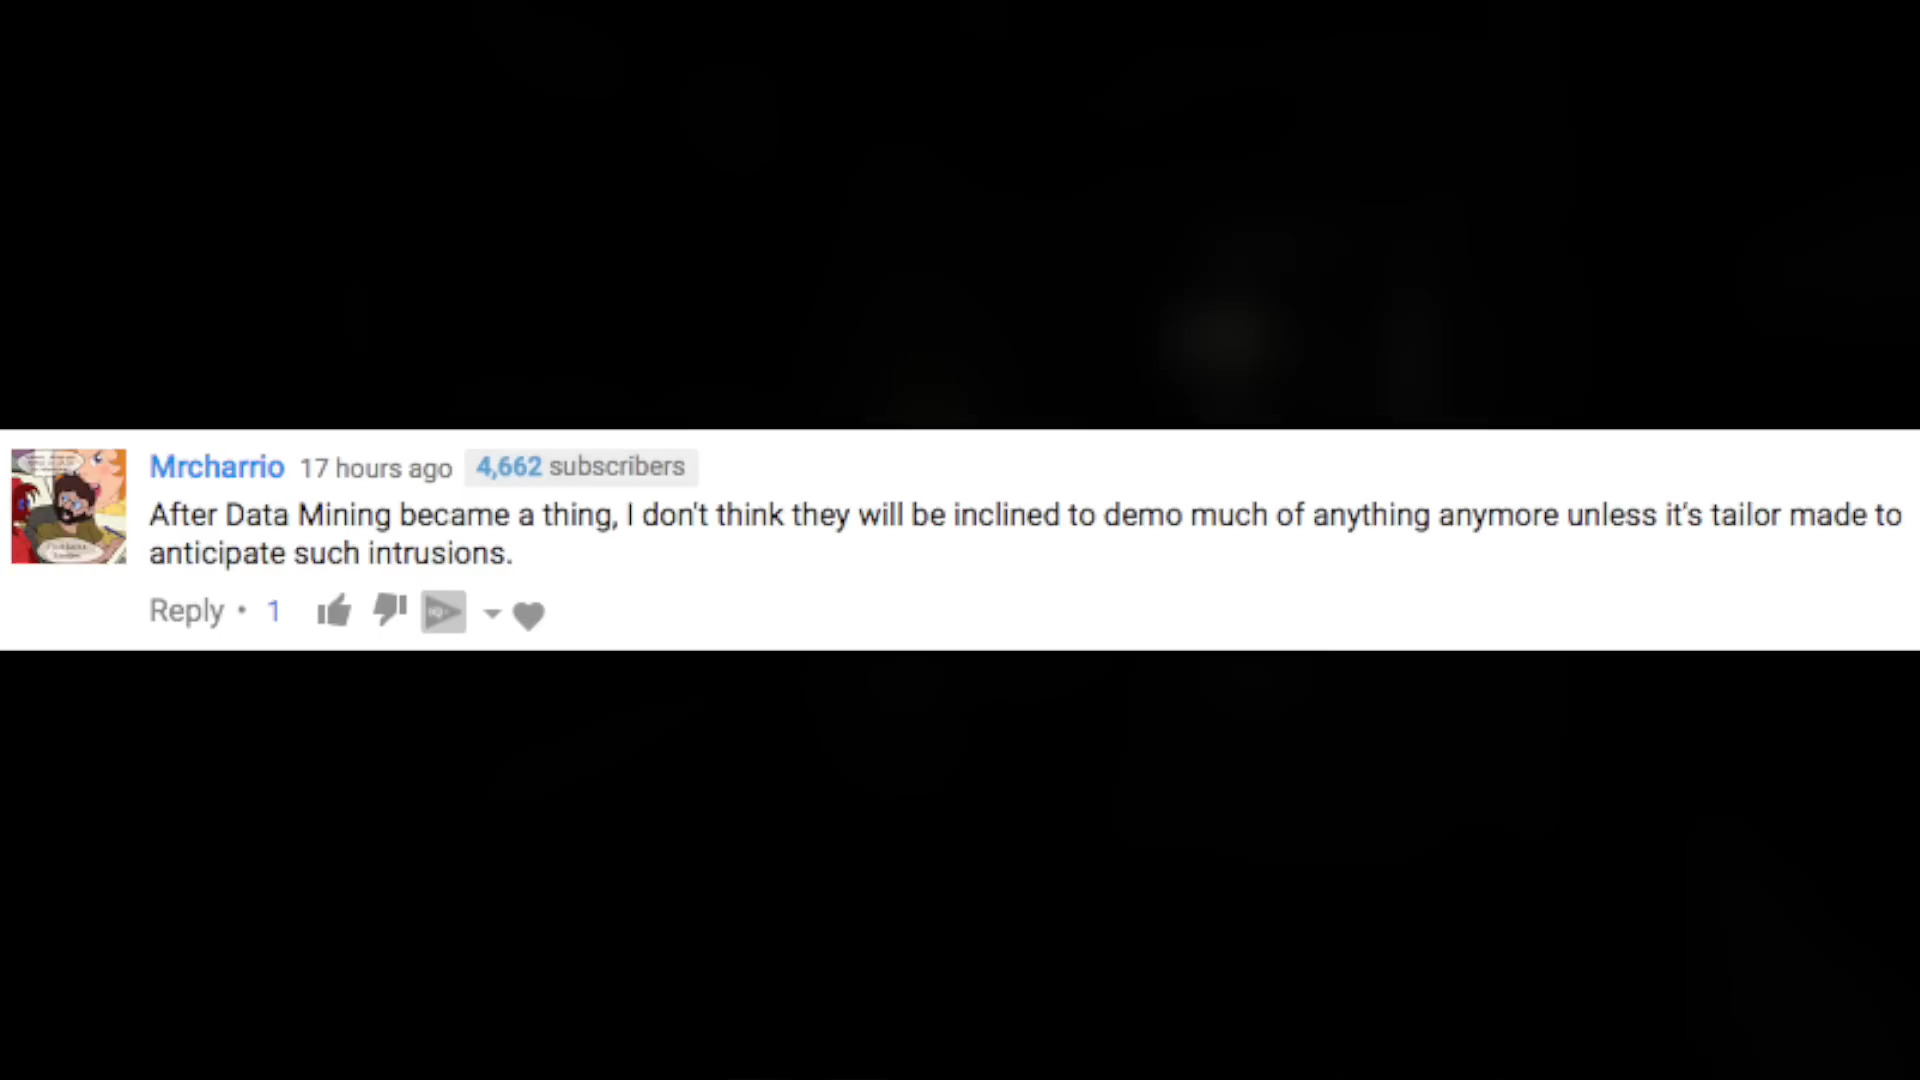 Mrcharrio 17 hours ago 4,662 subscribers
After Data Mining became a thing, I don't think they will be inclined to demo much of anything anymore unless it's tailor made to
anticipate such intrusions.
Reply • 1